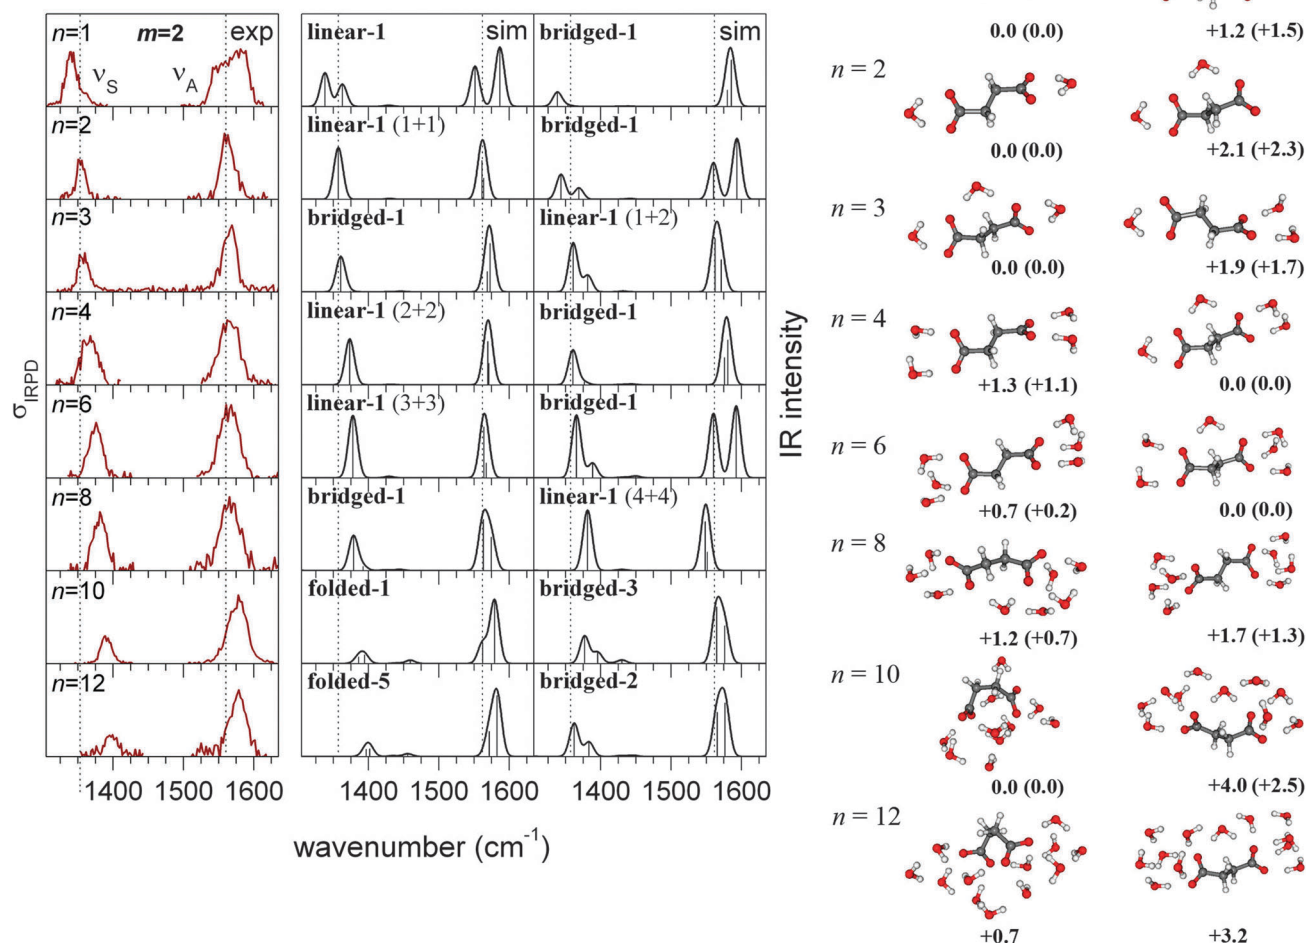 n=1 m=2 exp
νS νA
n=2
n=3
n=4
n=6
n=8
n=10
n=12
σIRPD
1400 1500 1600
linear-1 sim
linear-1 (1+1)
bridged-1
linear-1 (2+2)
linear-1 (3+3)
bridged-1
folded-1
folded-5
1400 1500 1600
bridged-1 sim
bridged-1
linear-1 (1+2)
bridged-1
bridged-1
linear-1 (4+4)
bridged-3
bridged-2
1400 1500 1600
wavenumber (cm⁻¹)
IR intensity
0.0 (0.0) +1.2 (+1.5)
n = 2
0.0 (0.0) +2.1 (+2.3)
n = 3
0.0 (0.0) +1.9 (+1.7)
n = 4
+1.3 (+1.1) 0.0 (0.0)
n = 6
+0.7 (+0.2) 0.0 (0.0)
n = 8
+1.2 (+0.7) +1.7 (+1.3)
n = 10
0.0 (0.0) +4.0 (+2.5)
n = 12
+0.7 +3.2